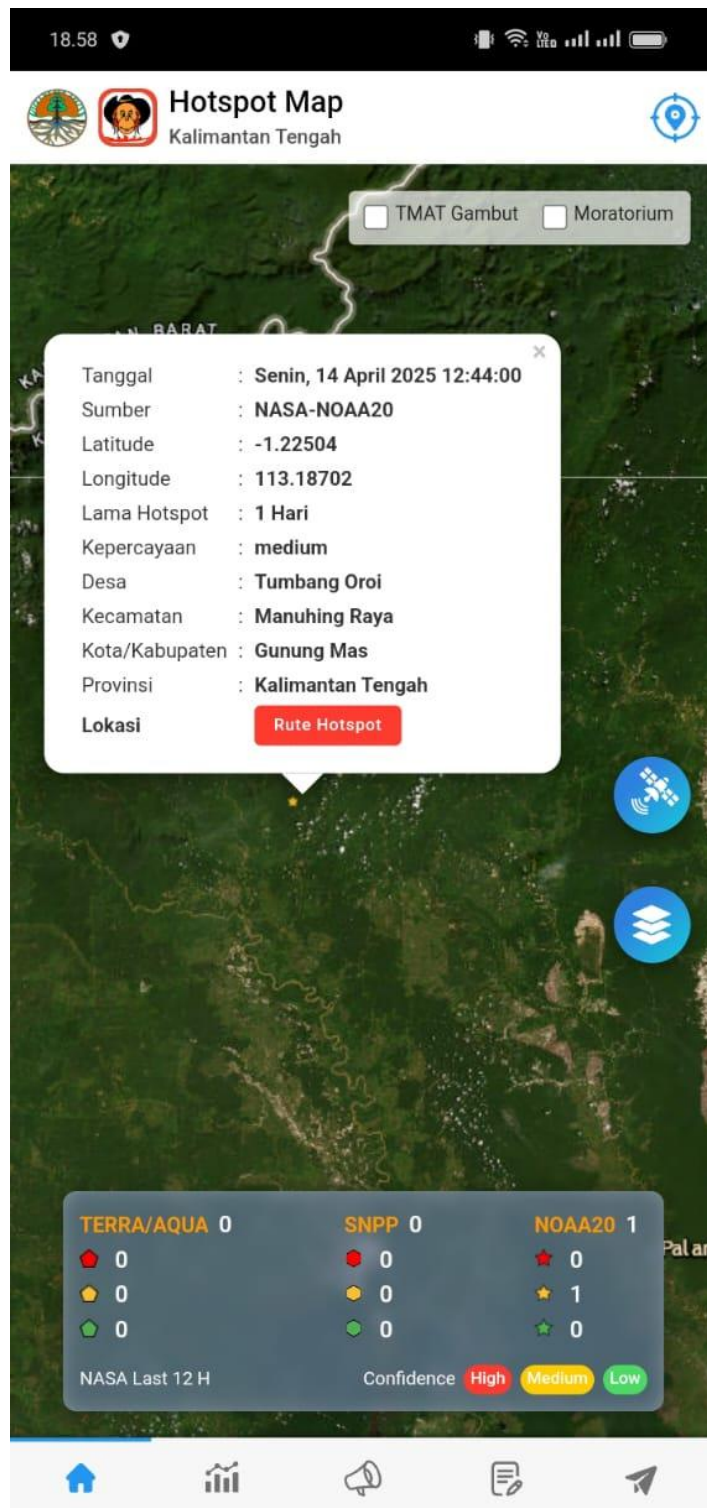 18.58
Vo
LTE
Hotspot Map
Kalimantan Tengah
TMAT Gambut Moratorium
BARAT
×
Tanggal : Senin, 14 April 2025 12:44:00
Sumber : NASA-NOAA20
Latitude : -1.22504
Longitude : 113.18702
Lama Hotspot : 1 Hari
Kepercayaan : medium
Desa : Tumbang Oroi
Kecamatan : Manuhing Raya
Kota/Kabupaten : Gunung Mas
Provinsi : Kalimantan Tengah
Lokasi Rute Hotspot
TERRA/AQUA 0 SNPP 0 NOAA20 1
0 0 0
0 0 1
0 0 0
NASA Last 12 H Confidence High Medium Low